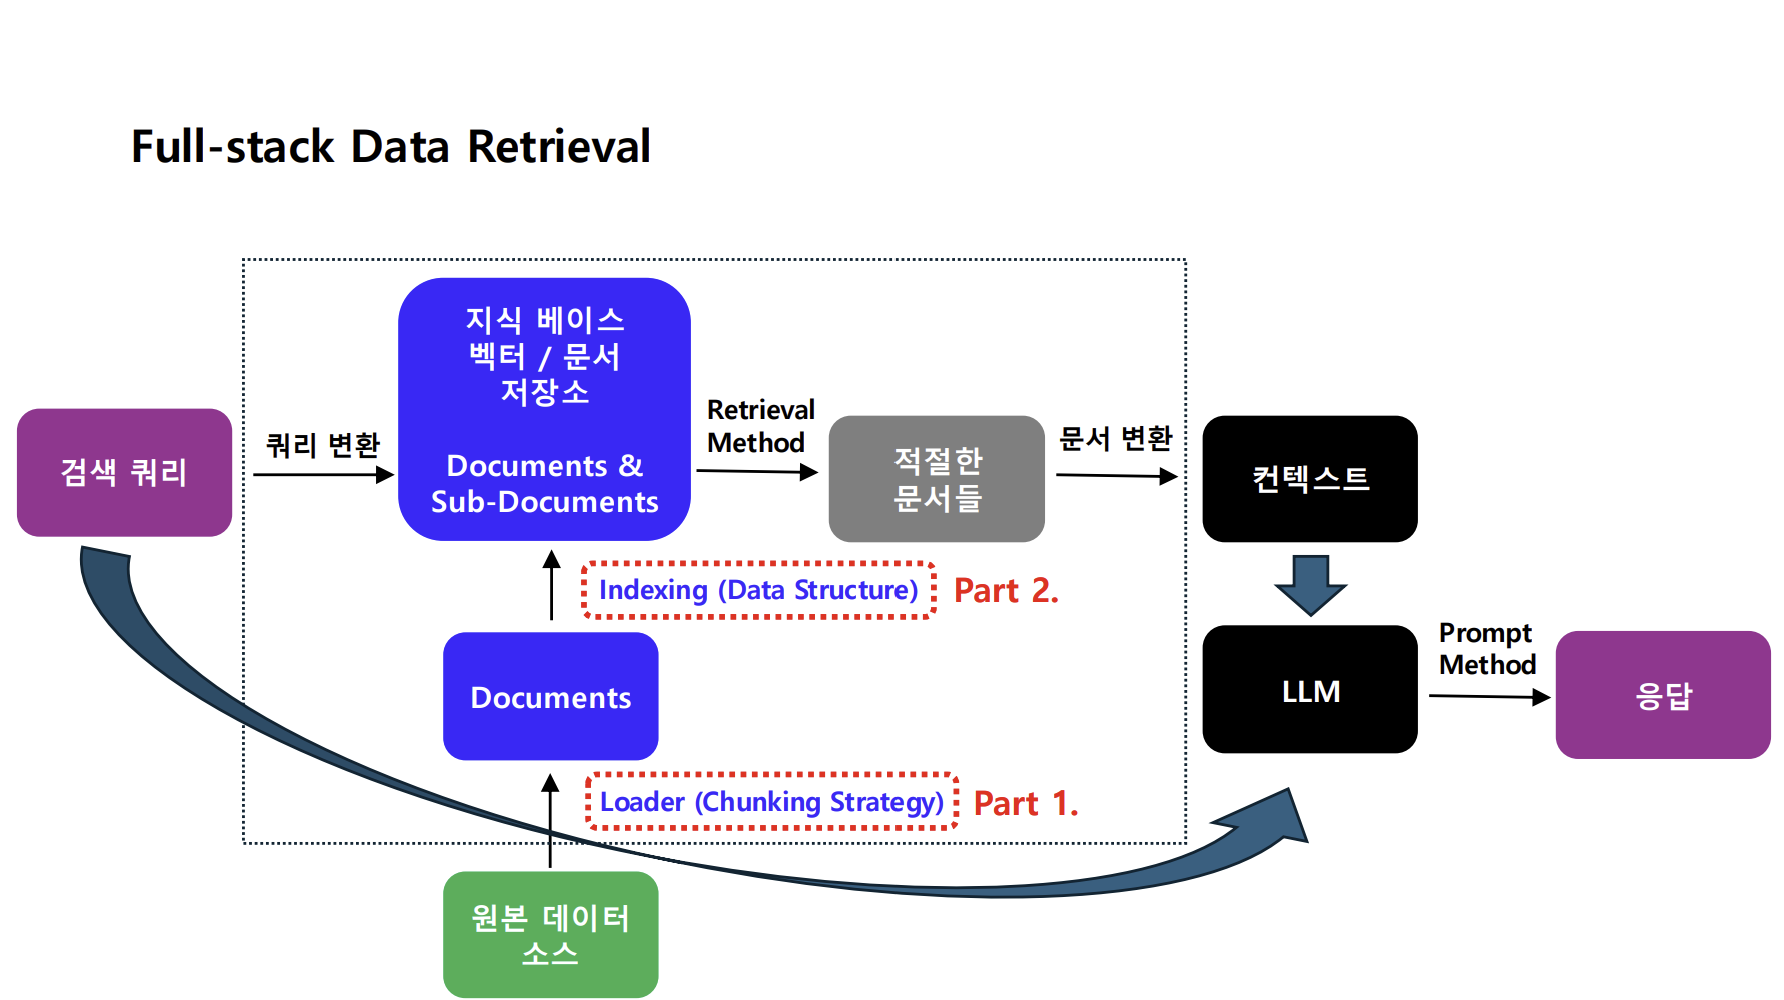 Full-stack Data Retrieval
검색 쿼리
쿼리 변환
지식 베이스
벡터 / 문서
저장소
Documents &
Sub-Documents
Retrieval
Method
적절한
문서들
문서 변환
컨텍스트
Indexing (Data Structure)
Part 2.
Documents
LLM
Prompt
Method
응답
Loader (Chunking Strategy)
Part 1.
원본 데이터
소스